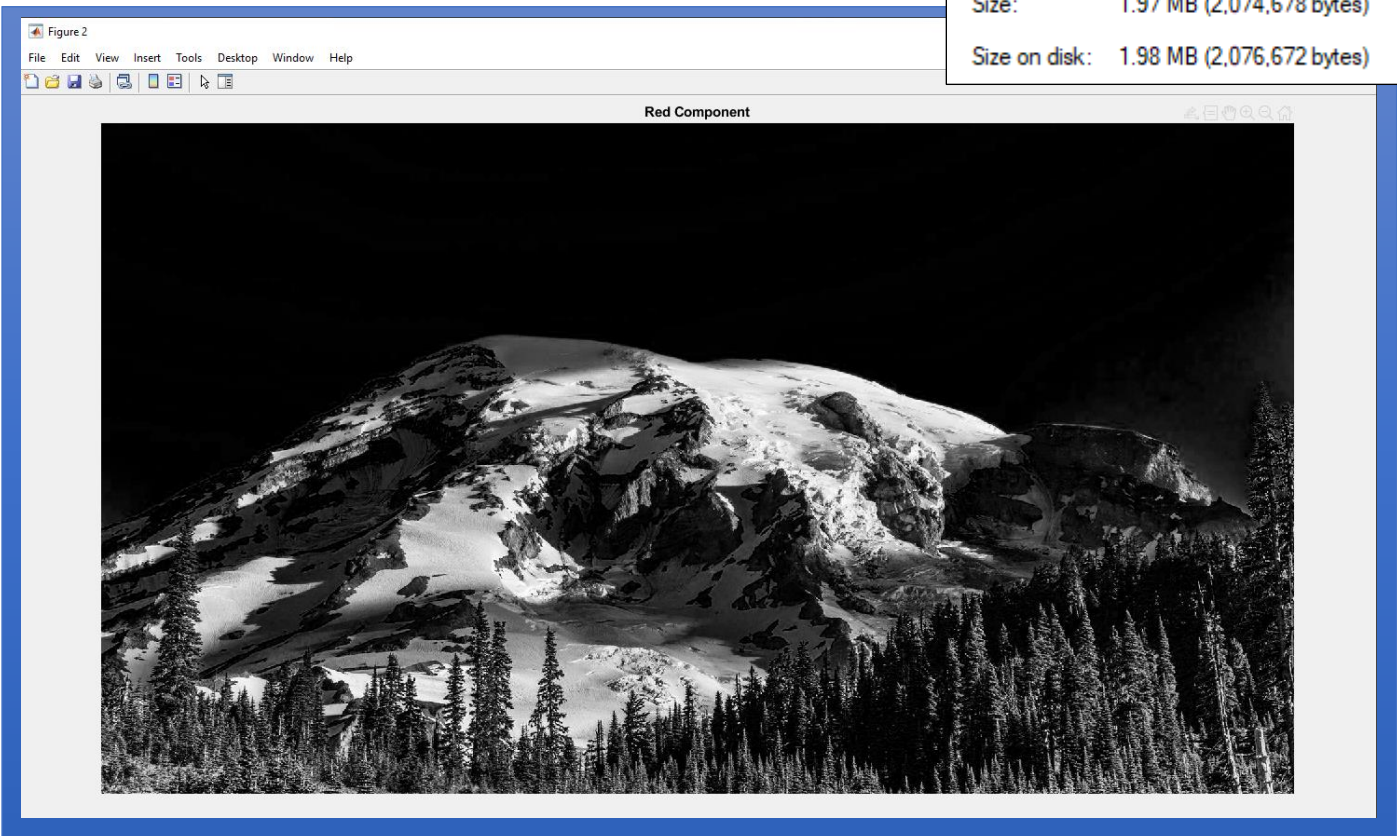 Size: 1.97 MB (2,074,678 bytes)
Size on disk: 1.98 MB (2,076,672 bytes)
Figure 2
File Edit View Insert Tools Desktop Window Help
Red Component